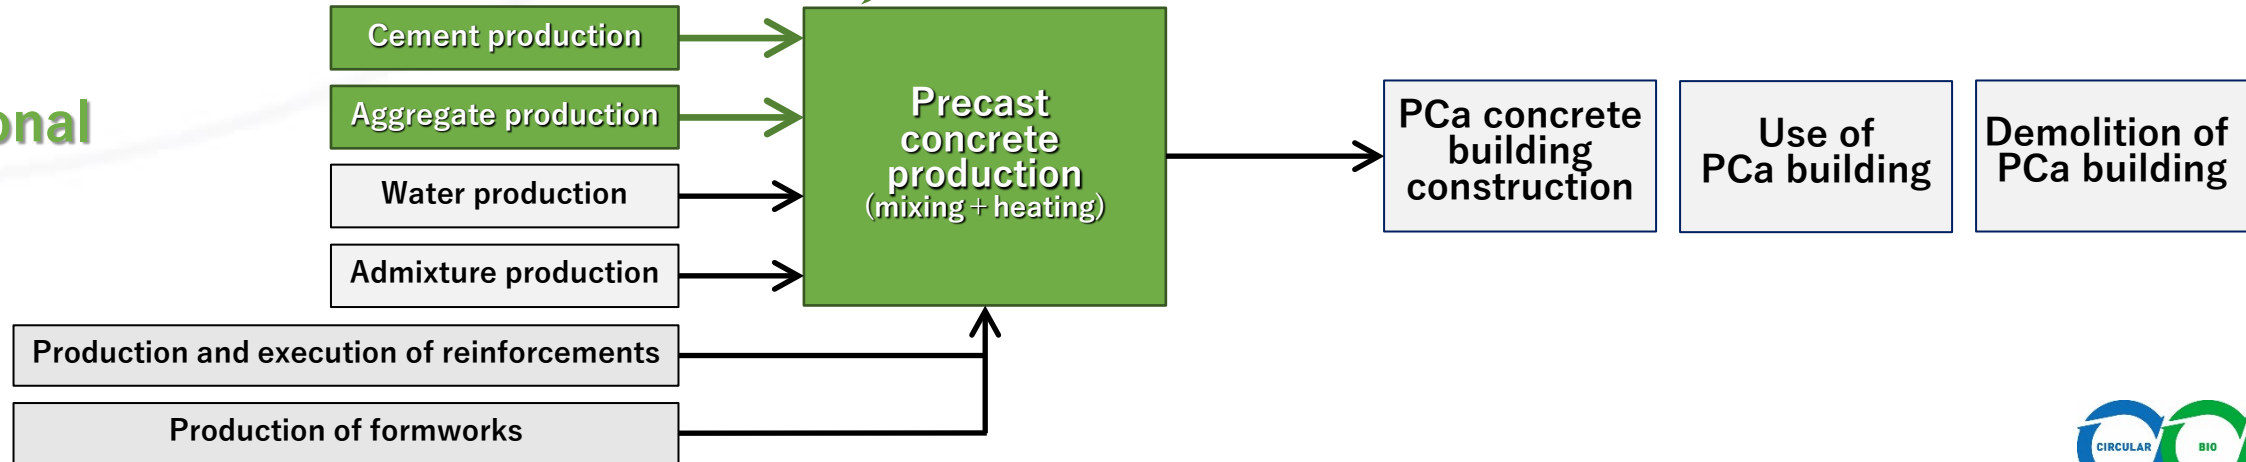 onal
Cement production
Aggregate production
Water production
Admixture production
Production and execution of reinforcements
Production of formworks
Precast
concrete
production
(mixing+heating)
PCa concrete
building
construction
Use of
PCa building
Demolition of
PCa building
CIRCULAR
BIO